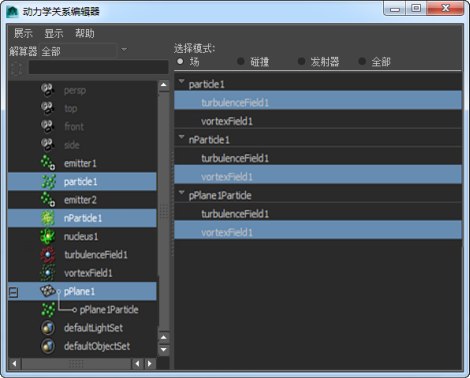 动力学关系编辑器
展示 显示 帮助
解算器 全部
persp
top
front
side
emitter1
particle1
emitter2
nParticle1
nucleus1
turbulenceField1
vortexField1
pPlane1
pPlane1Particle
defaultLightSet
defaultObjectSet
选择模式:
场 碰撞 发射器 全部
particle1
turbulenceField1
vortexField1
nParticle1
turbulenceField1
vortexField1
pPlane1Particle
turbulenceField1
vortexField1